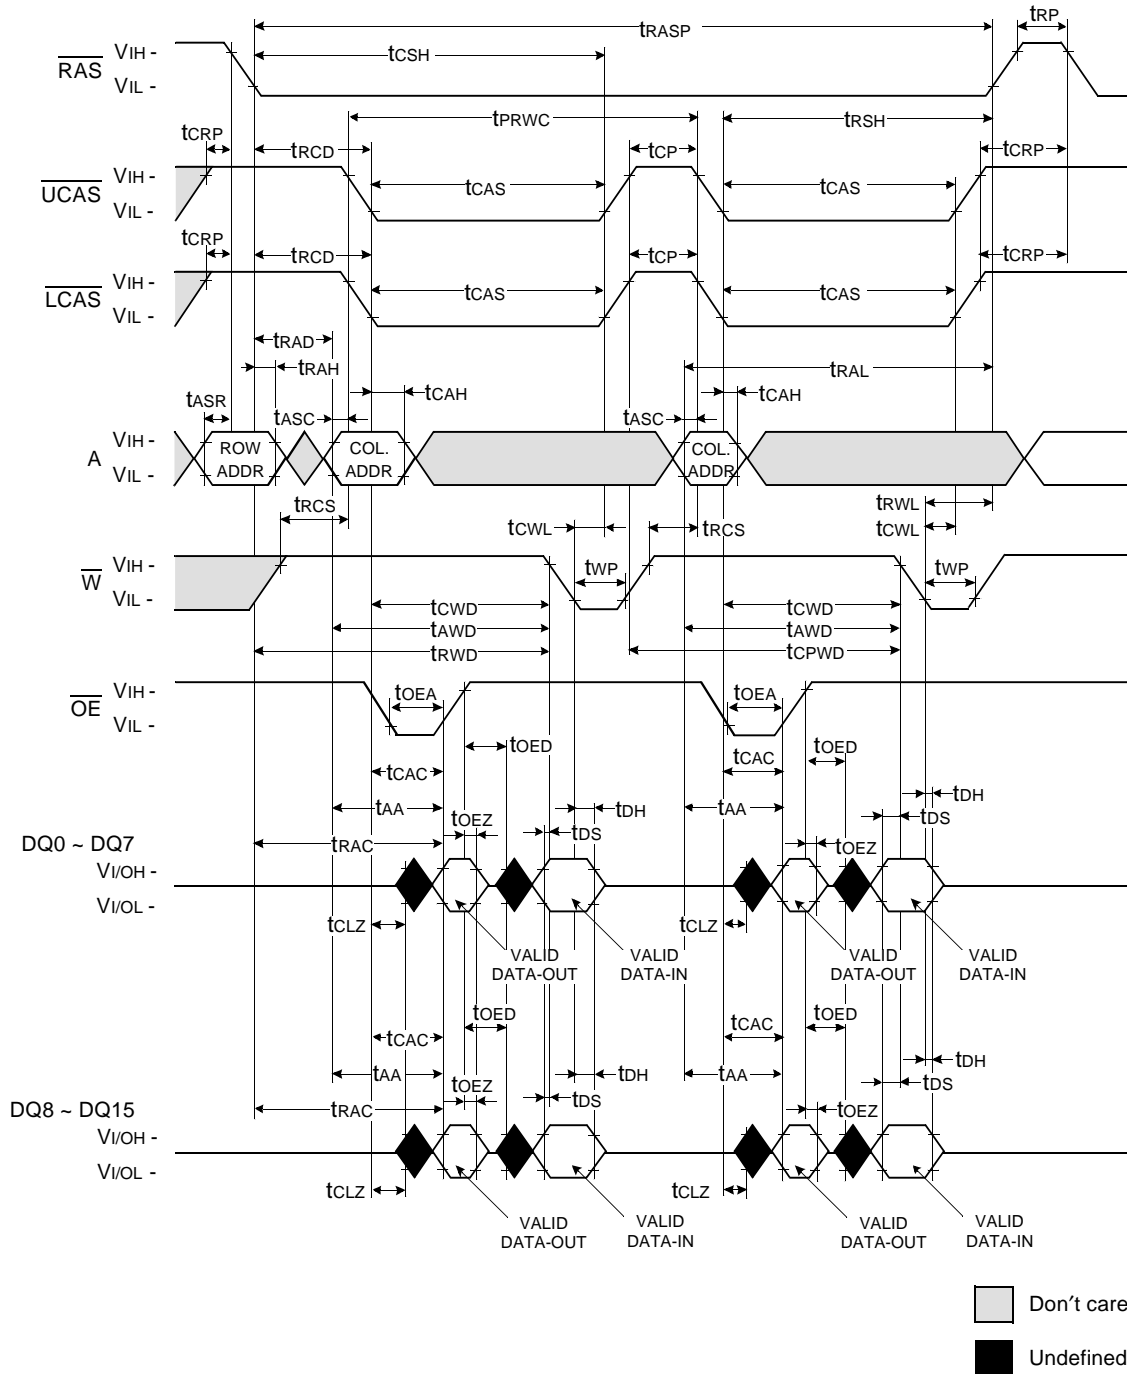 tRASP
tRP
tCSH
RAS
VIH -
VIL -
tPRWC
tRSH
tCRP
tRCD
tCP
tCRP
UCAS
VIH -
VIL -
tCAS
tCAS
tCRP
tRCD
tCP
tCRP
LCAS
VIH -
VIL -
tCAS
tCAS
tRAD
tRAH
tRAL
tASR
tASC
tCAH
tASC
tCAH
A
VIH -
VIL -
ROW
ADDR
COL.
ADDR
COL.
ADDR
tRCS
tCWL
tRCS
tRWL
tCWL
W
VIH -
VIL -
tWP
tWP
tCWD
tCWD
tAWD
tAWD
tRWD
tCPWD
OE
VIH -
VIL -
tOEA
tOEA
tOED
tOED
tCAC
tCAC
tAA
tDH
tAA
tDH
tOEZ
tDS
tDS
tRAC
tOEZ
DQ0 ~ DQ7
VI/OH -
VI/OL -
tCLZ
tCLZ
VALID
DATA-OUT
VALID
DATA-IN
VALID
DATA-OUT
VALID
DATA-IN
tOED
tOED
tCAC
tCAC
tAA
tDH
tAA
tDH
tOEZ
tDS
tDS
tRAC
tOEZ
DQ8 ~ DQ15
VI/OH -
VI/OL -
tCLZ
tCLZ
VALID
DATA-OUT
VALID
DATA-IN
VALID
DATA-OUT
VALID
DATA-IN
Don′t care
Undefined